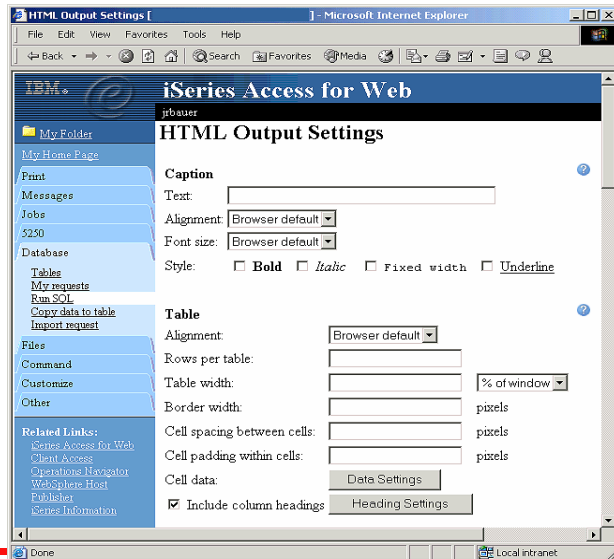 HTML Output Settings [ ] - Microsoft Internet Explorer
File Edit View Favorites Tools Help
Back Search Favorites Media
IBM iSeries Access for Web
jrbauer
My Folder
My Home Page
Print
Messages
Jobs
5250
Database
Tables
My requests
Run SQL
Copy data to table
Import request
Files
Command
Customize
Other
Related Links:
iSeries Access for Web
Client Access
Operations Navigator
WebSphere Host
Publisher
iSeries Information
HTML Output Settings
Caption
Text:
Alignment: Browser default
Font size: Browser default
Style: Bold Italic Fixed width Underline
Table
Alignment: Browser default
Rows per table:
Table width: % of window
Border width: pixels
Cell spacing between cells: pixels
Cell padding within cells: pixels
Cell data: Data Settings
Include column headings Heading Settings
Done Local intranet